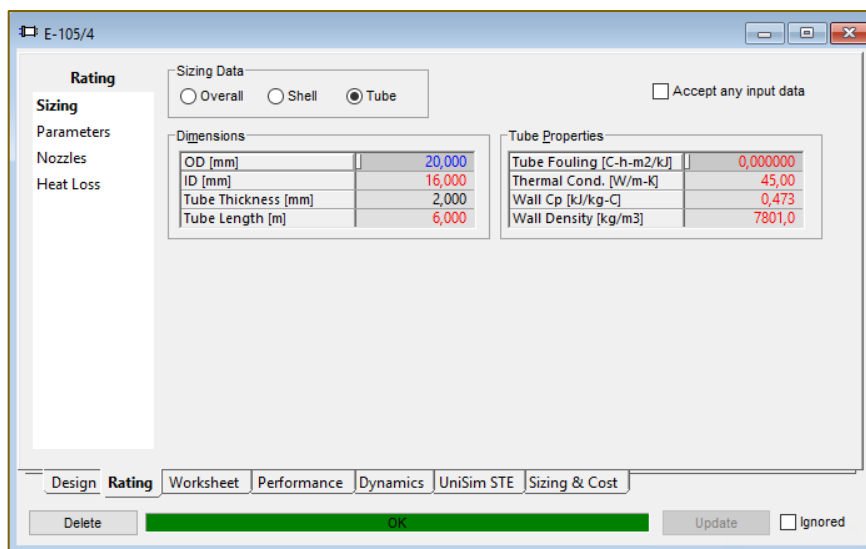 E-105/4
Rating
Sizing
Parameters
Nozzles
Heat Loss
Sizing Data
Overall Shell Tube
Accept any input data
Dimensions
OD [mm] 20,000
ID [mm] 16,000
Tube Thickness [mm] 2,000
Tube Length [m] 6,000
Tube Properties
Tube Fouling [C-h-m2/kJ] 0,000000
Thermal Cond. [W/m-K] 45,00
Wall Cp [kJ/kg-C] 0,473
Wall Density [kg/m3] 7801,0
Design Rating Worksheet Performance Dynamics UniSim STE Sizing & Cost
Delete OK Update Ignored